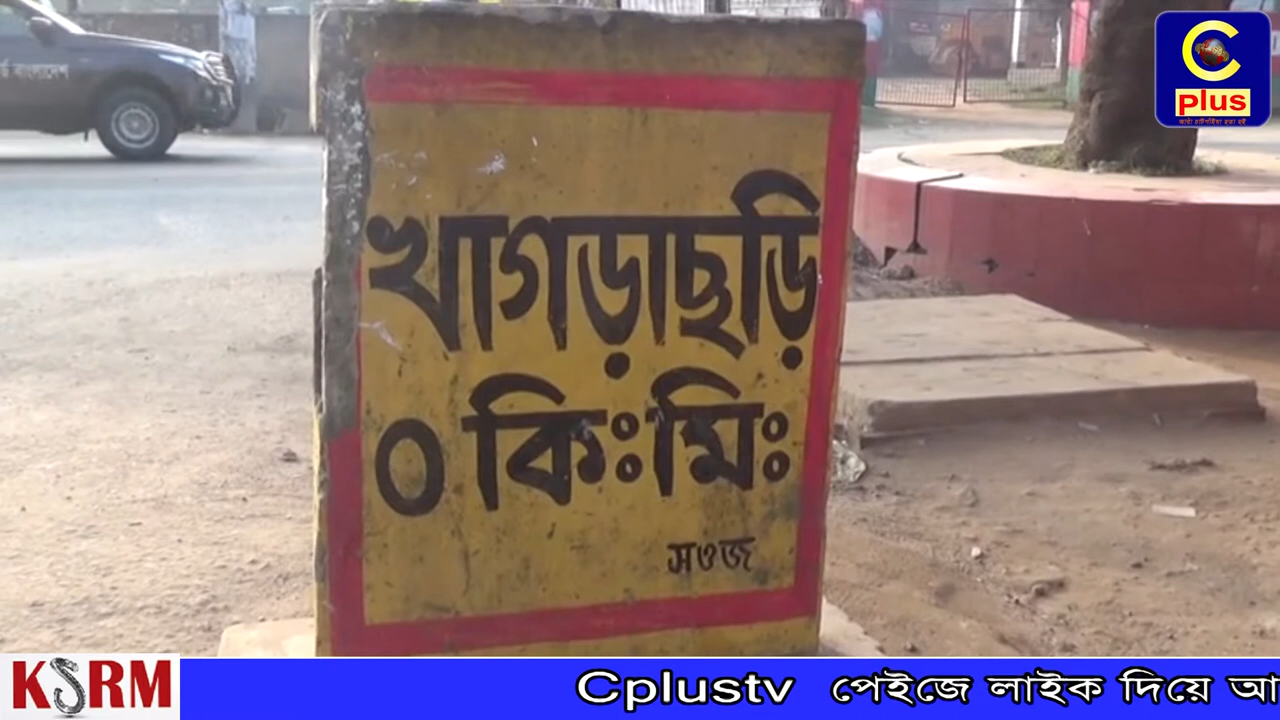 C
plus
খাগড়াছড়ি
০ কিঃমিঃ
সওজ
KSRM
Cplustv পেইজে লাইক দিয়ে আ